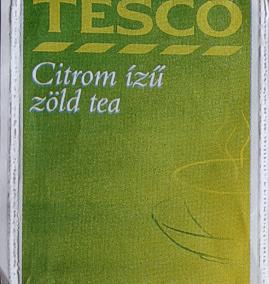 TESCO
Citrom ízű
zöld tea